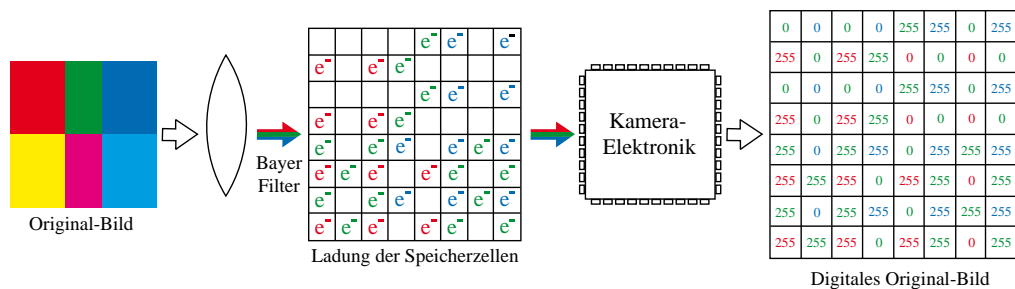 Original-Bild
Bayer
Filter
e⁻ e⁻ e⁻
e⁻ e⁻ e⁻
e⁻ e⁻ e⁻
e⁻ e⁻ e⁻
e⁻ e⁻ e⁻ e⁻ e⁻ e⁻
e⁻ e⁻ e⁻ e⁻ e⁻ e⁻
e⁻ e⁻ e⁻ e⁻ e⁻ e⁻
e⁻ e⁻ e⁻ e⁻ e⁻ e⁻
Ladung der Speicherzellen
Kamera-
Elektronik
0 0 0 0 255 255 0 255
255 0 255 255 0 0 0 0
0 0 0 0 255 255 0 255
255 0 255 255 0 0 0 0
255 0 255 255 0 255 255 255
255 255 255 0 255 255 0 255
255 0 255 255 0 255 255 255
255 255 255 0 255 255 0 255
Digitales Original-Bild